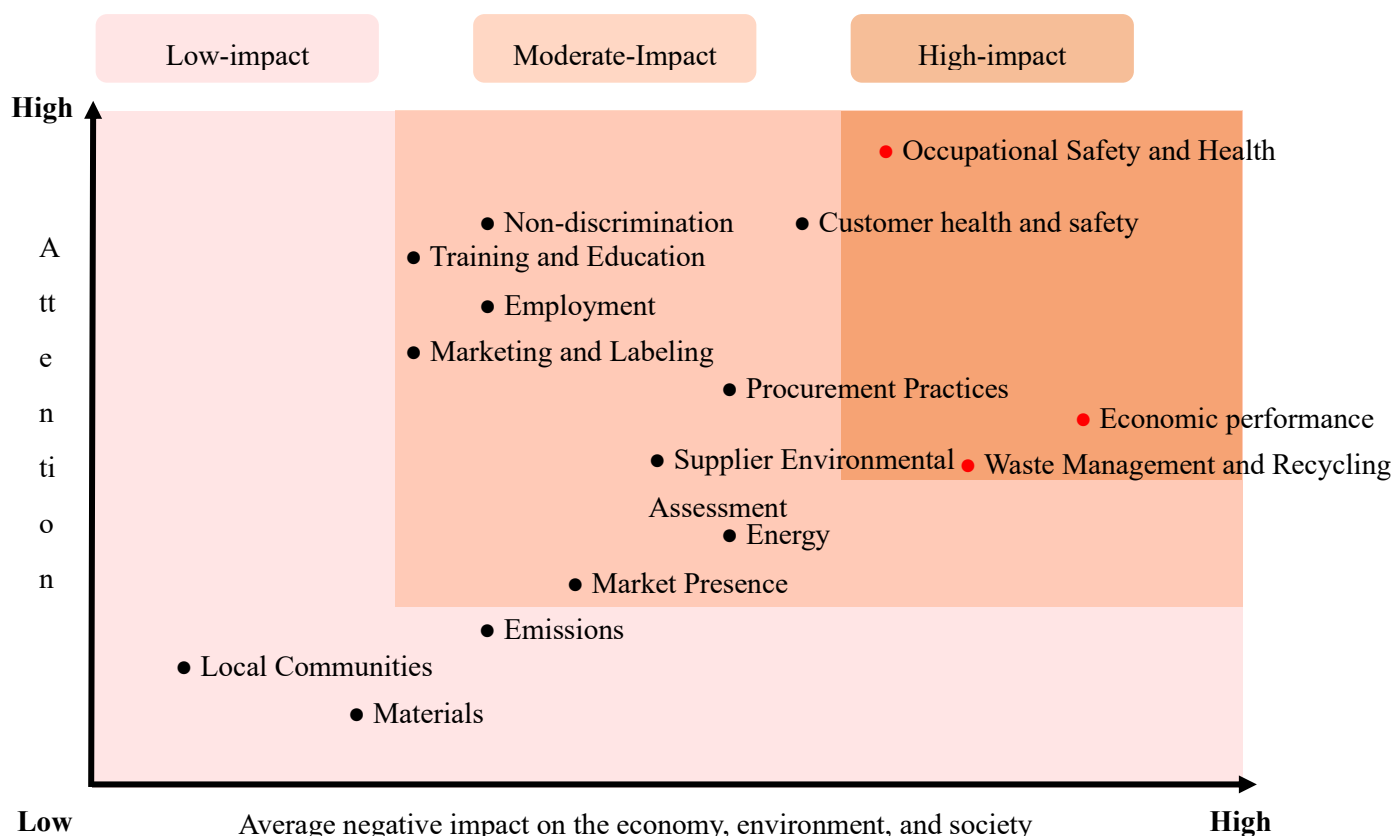 Low-impact
Moderate-Impact
High-impact
High
● Occupational Safety and Health
● Non-discrimination
● Customer health and safety
● Training and Education
● Employment
● Marketing and Labeling
● Procurement Practices
● Economic performance
● Supplier Environmental
Assessment
● Waste Management and Recycling
● Energy
● Market Presence
● Emissions
● Local Communities
● Materials
A
tt
e
n
ti
o
n
Low
Average negative impact on the economy, environment, and society
High